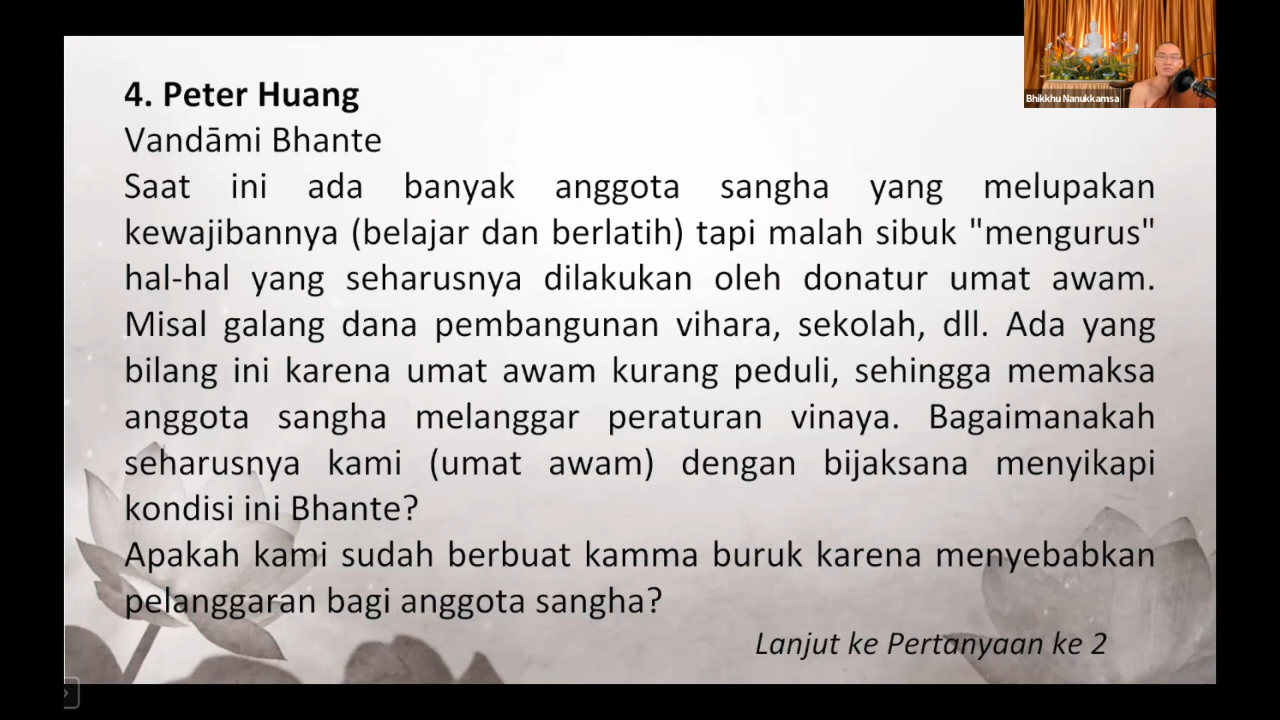 Bhikkhu Nanukkamsa
4. Peter Huang
Vandāmi Bhante
Saat ini ada banyak anggota sangha yang melupakan
kewajibannya (belajar dan berlatih) tapi malah sibuk "mengurus"
hal-hal yang seharusnya dilakukan oleh donatur umat awam.
Misal galang dana pembangunan vihara, sekolah, dll. Ada yang
bilang ini karena umat awam kurang peduli, sehingga memaksa
anggota sangha melanggar peraturan vinaya. Bagaimanakah
seharusnya kami (umat awam) dengan bijaksana menyikapi
kondisi ini Bhante?
Apakah kami sudah berbuat kamma buruk karena menyebabkan
pelanggaran bagi anggota sangha?
Lanjut ke Pertanyaan ke 2